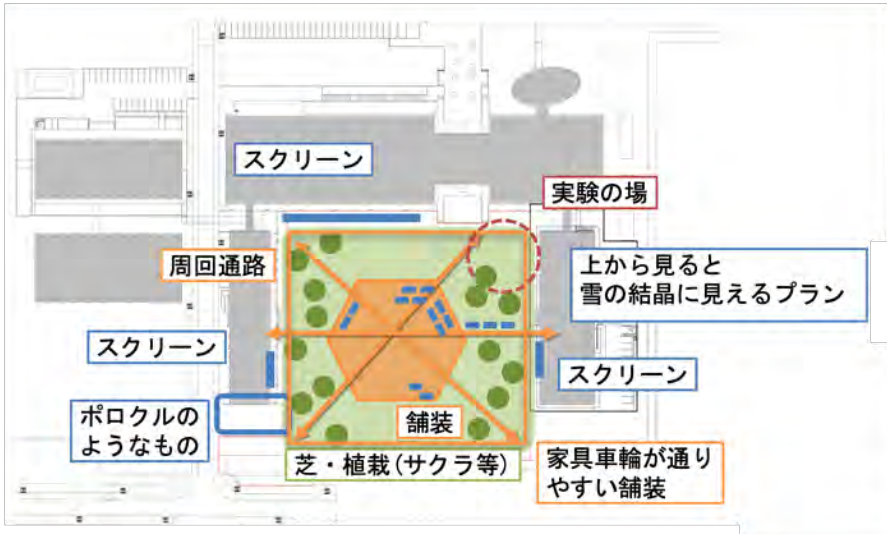 スクリーン
実験の場
周回通路
上から見ると
雪の結晶に見えるプラン
スクリーン
スクリーン
ポロクルの
ようなもの
舗装
芝・植栽(サクラ等)
家具車輪が通り
やすい舗装